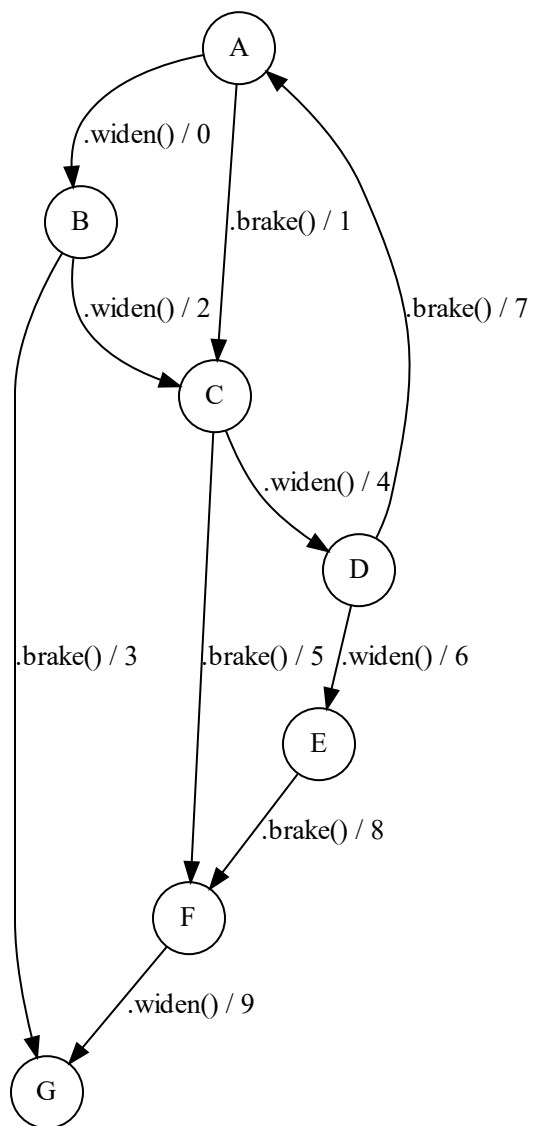 A
.widen() / 0
B
.brake() / 1
.widen() / 2
.brake() / 7
C
.widen() / 4
D
.brake() / 3
.brake() / 5
.widen() / 6
E
.brake() / 8
F
.widen() / 9
G